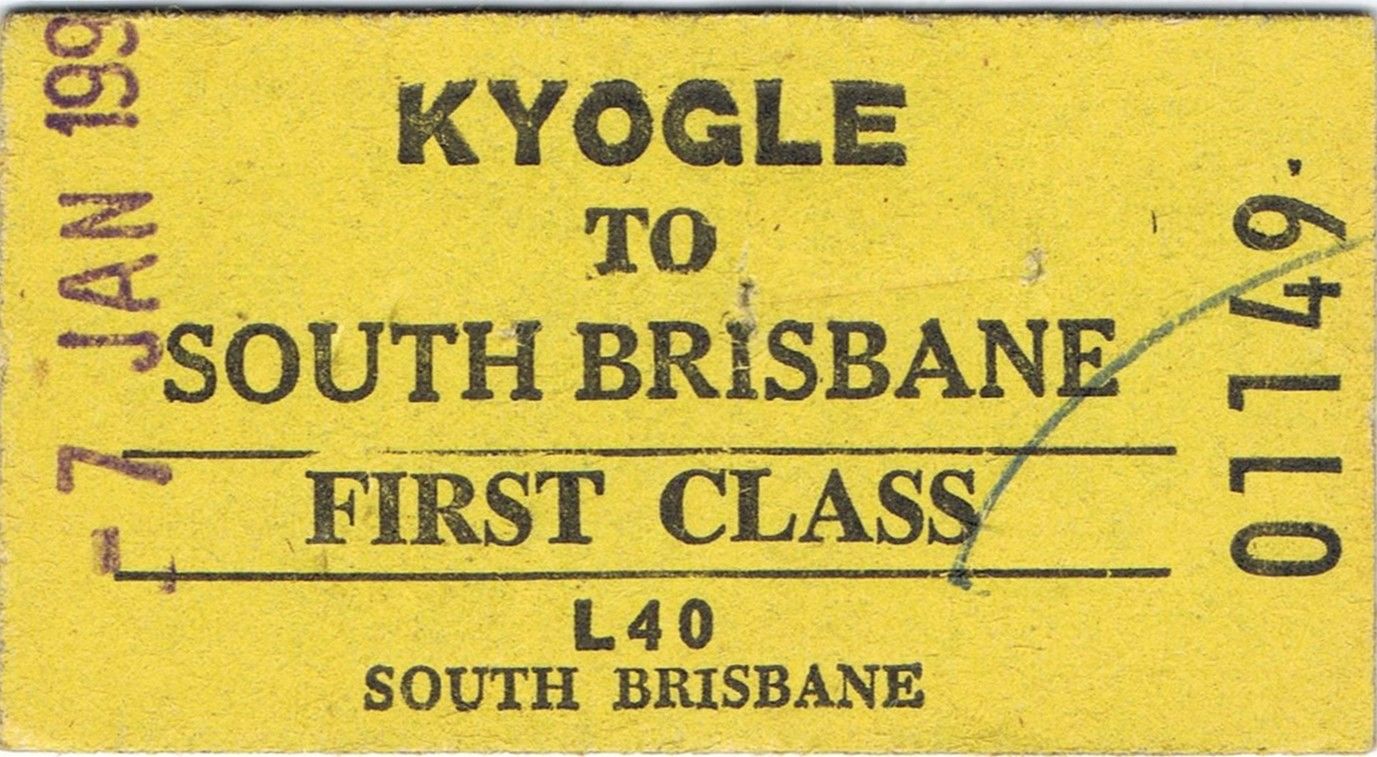 KYOGLE
TO
SOUTH BRISBANE
FIRST CLASS
L40
SOUTH BRISBANE
01149
-7 JAN 199